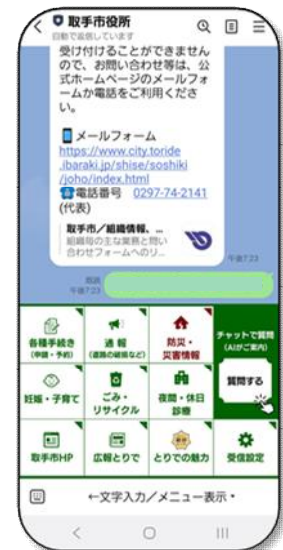 取手市役所
自動で返信しています
受け付けることができません
ので、お問い合わせ等は、公
式ホームページのメールフォ
ームか電話をご利用くださ
い。
メールフォーム
https://www.city.toride
.ibaraki.jp/shise/soshiki
/joho/index.html
電話番号 0297-74-2141
(代表)
取手市／組織情報、...
組織毎の主な業務と問い
合わせフォームへのリ...
午後7:23
既読
午後7:23
各種手続き
(申請・予約)
通 報
(道路の破損など)
防災・
災害情報
チャットで質問
(AIがご案内)
質問する
妊娠・子育て
ごみ・
リサイクル
夜間・休日
診療
取手市HP
広報とりで
とりでの魅力
受信設定
←文字入力／メニュー表示・